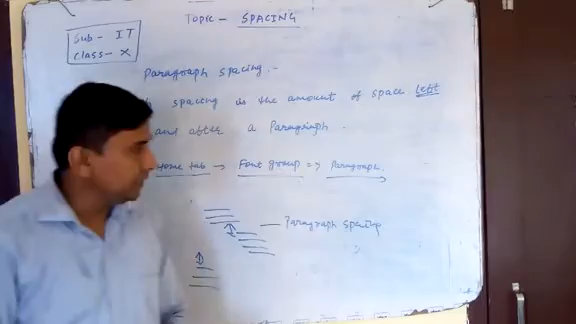 Topic - SPACING
Sub - IT
Class - X
Paragraph spacing. -
spacing is the amount of space left
and after a Paragraph.
Home tab → Font group => Paragraph.
Paragraph spacing